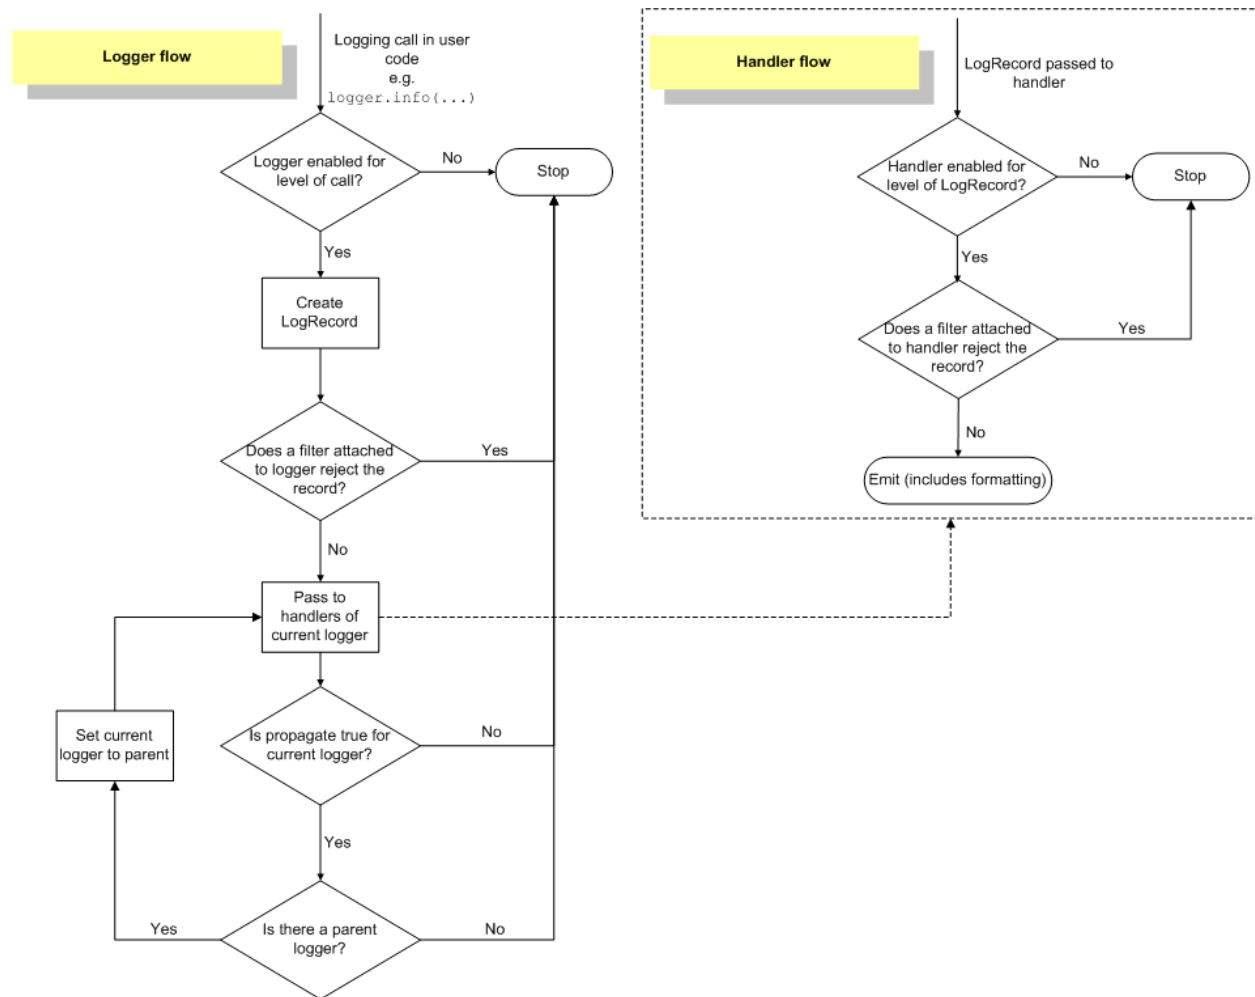 Logger flow
Logging call in user
code
e.g.
logger.info(...)
Logger enabled for
level of call?
No
Stop
Yes
Create
LogRecord
Does a filter attached
to logger reject the
record?
Yes
No
Pass to
handlers of
current logger
Set current
logger to parent
Is propagate true for
current logger?
No
Yes
Is there a parent
logger?
Yes
No
Handler flow
LogRecord passed to
handler
Handler enabled for
level of LogRecord?
No
Stop
Yes
Does a filter attached
to handler reject the
record?
Yes
No
Emit (includes formatting)